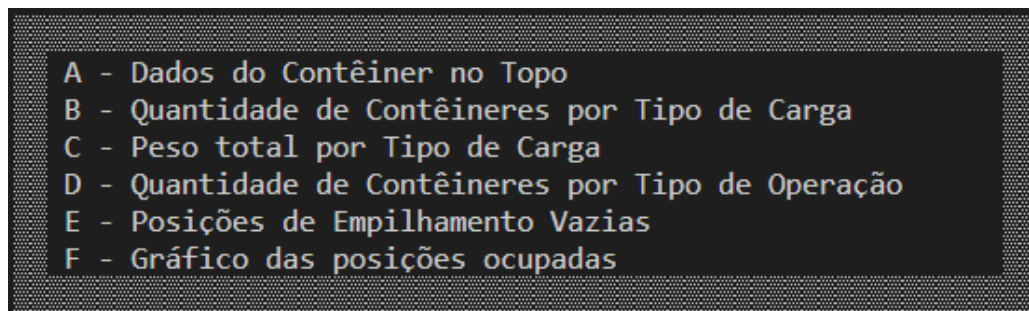 A - Dados do Contêiner no Topo
B - Quantidade de Contêineres por Tipo de Carga
C - Peso total por Tipo de Carga
D - Quantidade de Contêineres por Tipo de Operação
E - Posições de Empilhamento Vazias
F - Gráfico das posições ocupadas